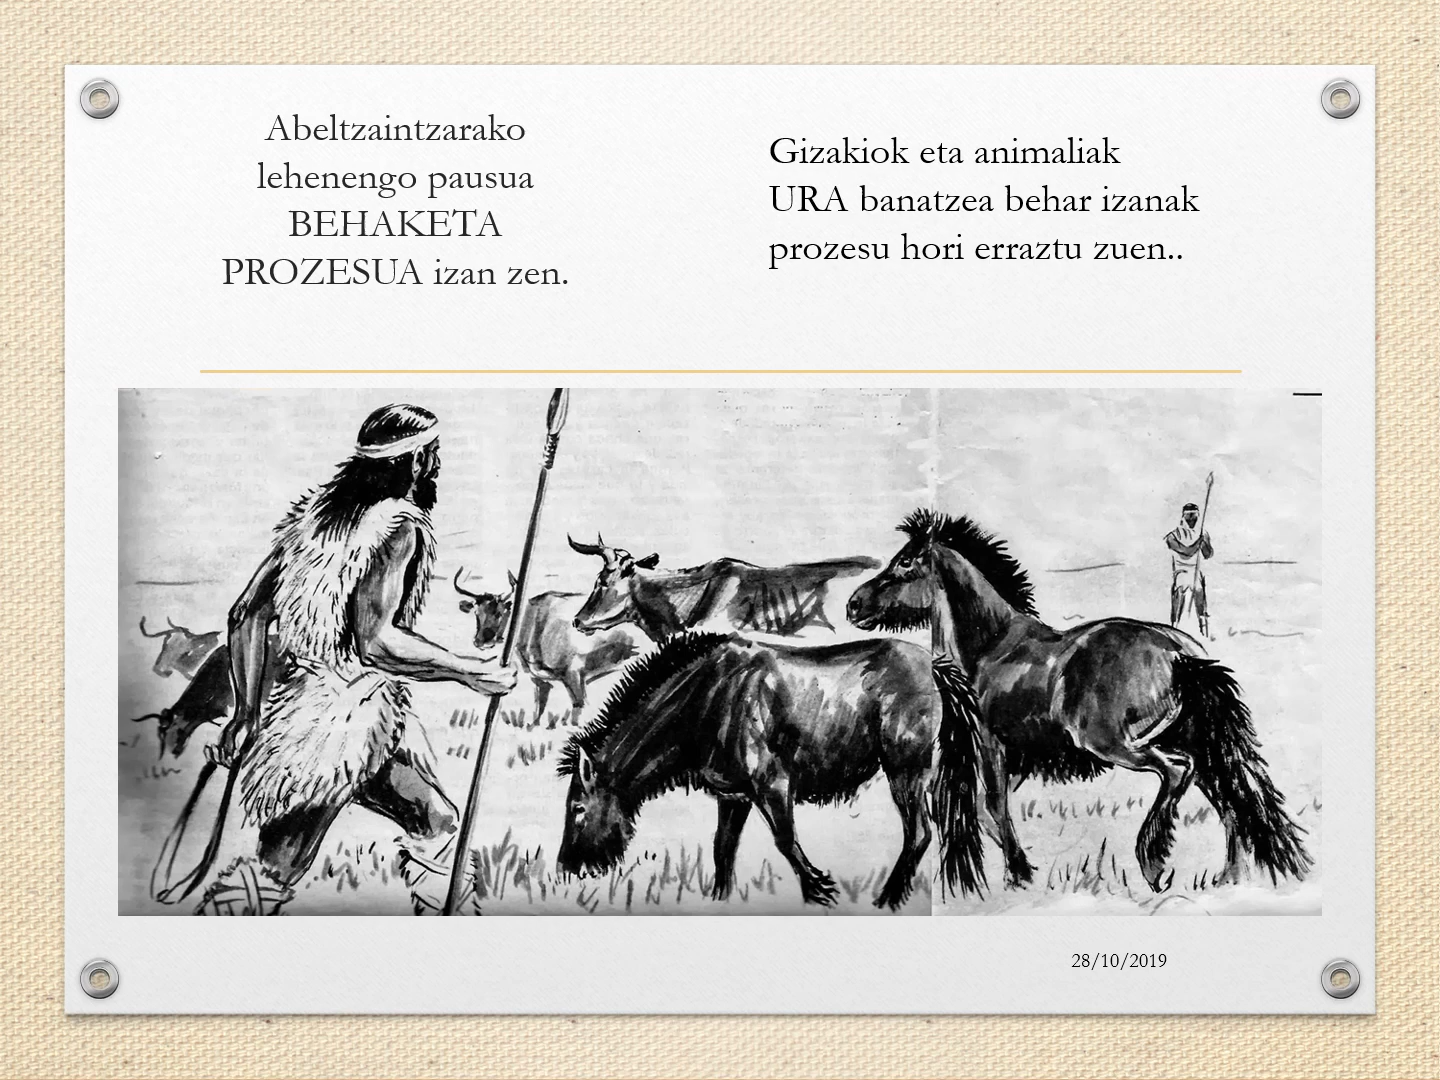 Abeltzaintzarako
lehenengo pausua
BEHAKETA
PROZESUA izan zen.
Gizakiok eta animaliak
URA banatzea behar izanak
prozesu hori erraztu zuen..
28/10/2019